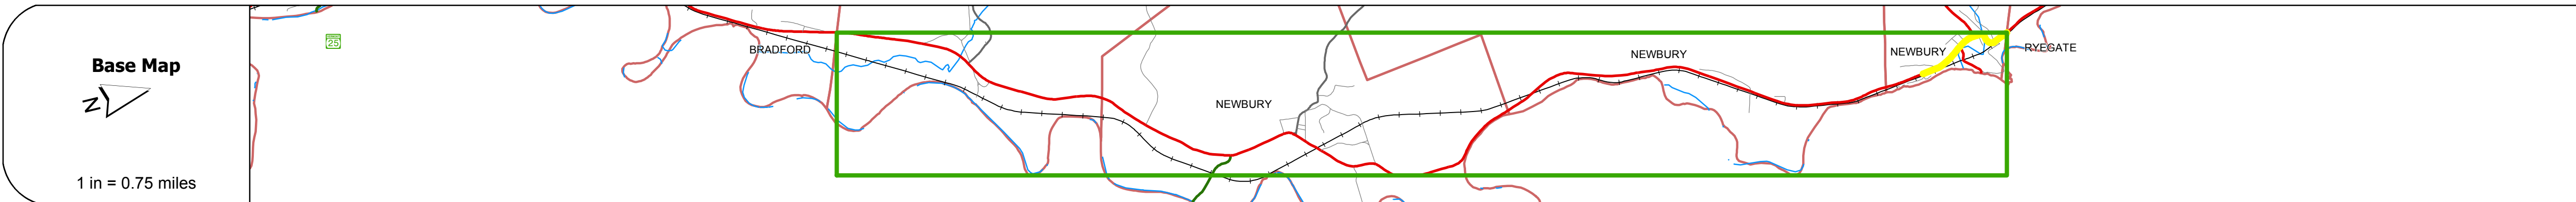 Base Map
N
1 in = 0.75 miles
25
BRADFORD
NEWBURY
NEWBURY
NEWBURY
RYEGATE